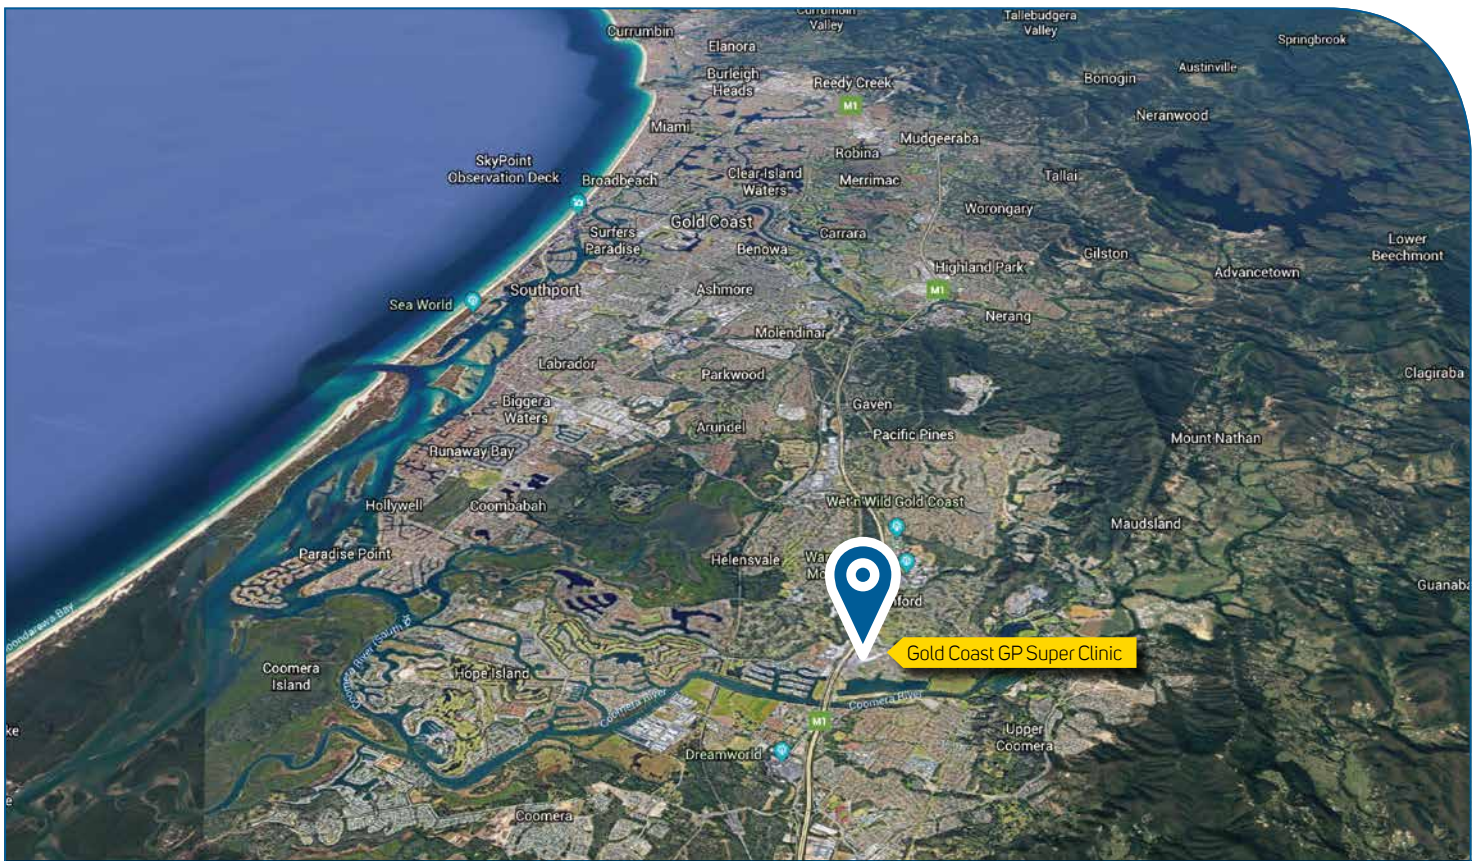 Currumbin
Valley
Tallebudgera
Valley
Currumbin
Springbrook
Elanora
Austinville
Burleigh
Heads
Reedy Creek
Bonogin
M1
Neranwood
Miami
Mudgeeraba
Robina
SkyPoint
Observation Deck
Broadbeach
Clear Island
Waters
Merrimac
Tallai
Worongary
Gold Coast
Surfers
Paradise
Carrara
Benowa
Lower
Beechmont
Gilston
Highland Park
Advancetown
Southport
Ashmore
M1
Sea World
Nerang
Molendinar
Labrador
Parkwood
Clagiraba
Biggera
Waters
Gaven
Arundel
Pacific Pines
Mount Nathan
Runaway Bay
Hollywell
Coombabah
Wet'n'Wild Gold Coast
Maudsland
Paradise Point
Helensvale
Coomera
Island
Hope Island
Gold Coast GP Super Clinic
Coomera River
Coomera River
M1
Upper
Coomera
Dreamworld
Coomera